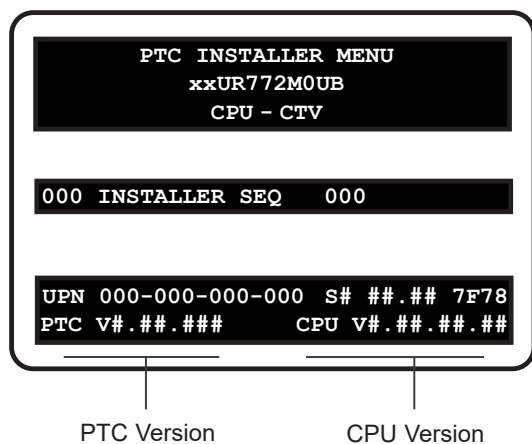 PTC INSTALLER MENU
xxUR772M0UB
CPU - CTV
000 INSTALLER SEQ 000
UPN 000-000-000-000 S# ##.## 7F78
PTC V#.##.### CPU V#.##.##.##
PTC Version CPU Version